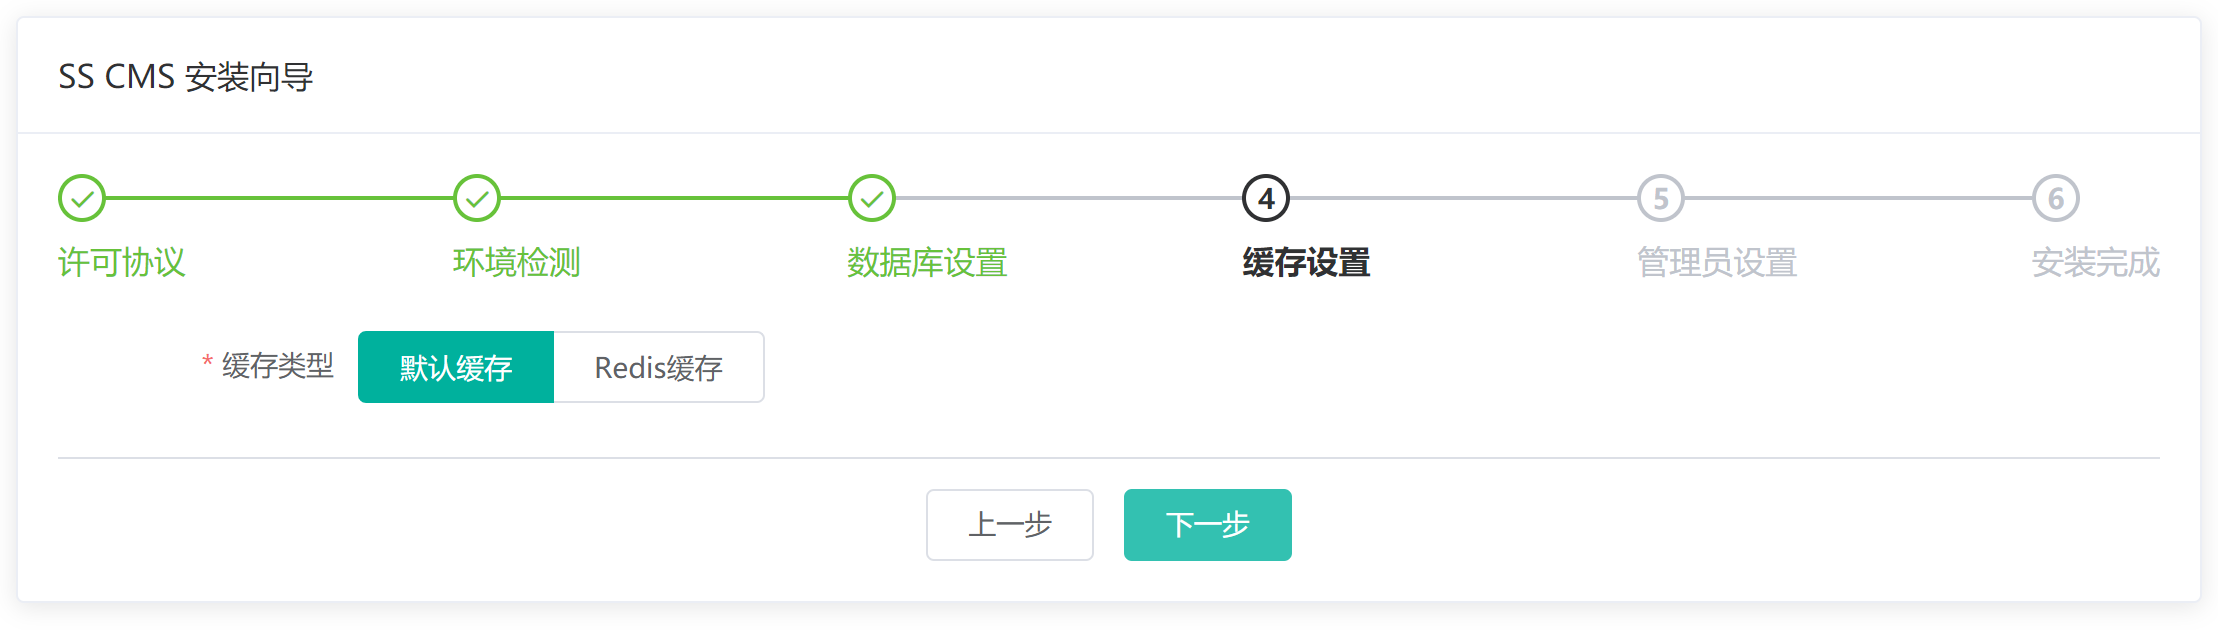 SS CMS 安装向导
4 5 6
许可协议 环境检测 数据库设置 缓存设置 管理员设置 安装完成
* 缓存类型 默认缓存 Redis缓存
上一步 下一步